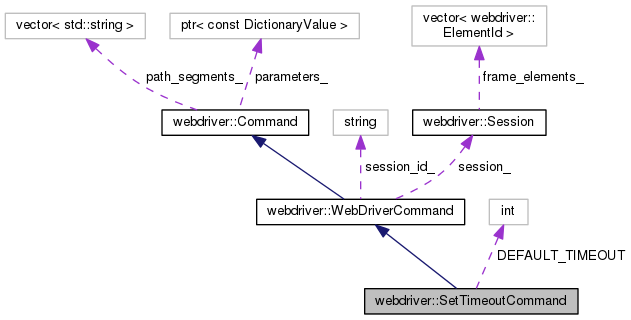 vector< std::string >
ptr< const DictionaryValue >
vector< webdriver::
ElementId >
path_segments_
parameters_
frame_elements_
webdriver::Command
string
webdriver::Session
session_id_
session_
webdriver::WebDriverCommand
int
DEFAULT_TIMEOUT
webdriver::SetTimeoutCommand